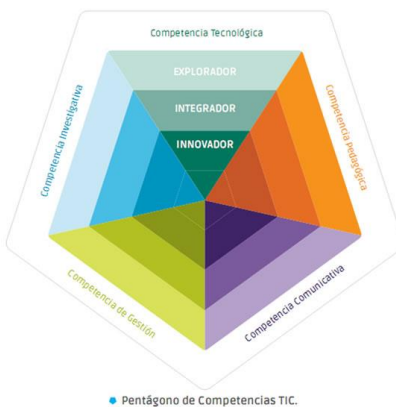 Competencia Tecnológica
EXPLORADOR
INTEGRADOR
INNOVADOR
Competencia Investigativa
Competencia Pedagógica
Competencia de Gestión
Competencia Comunicativa
Pentágono de Competencias TIC.